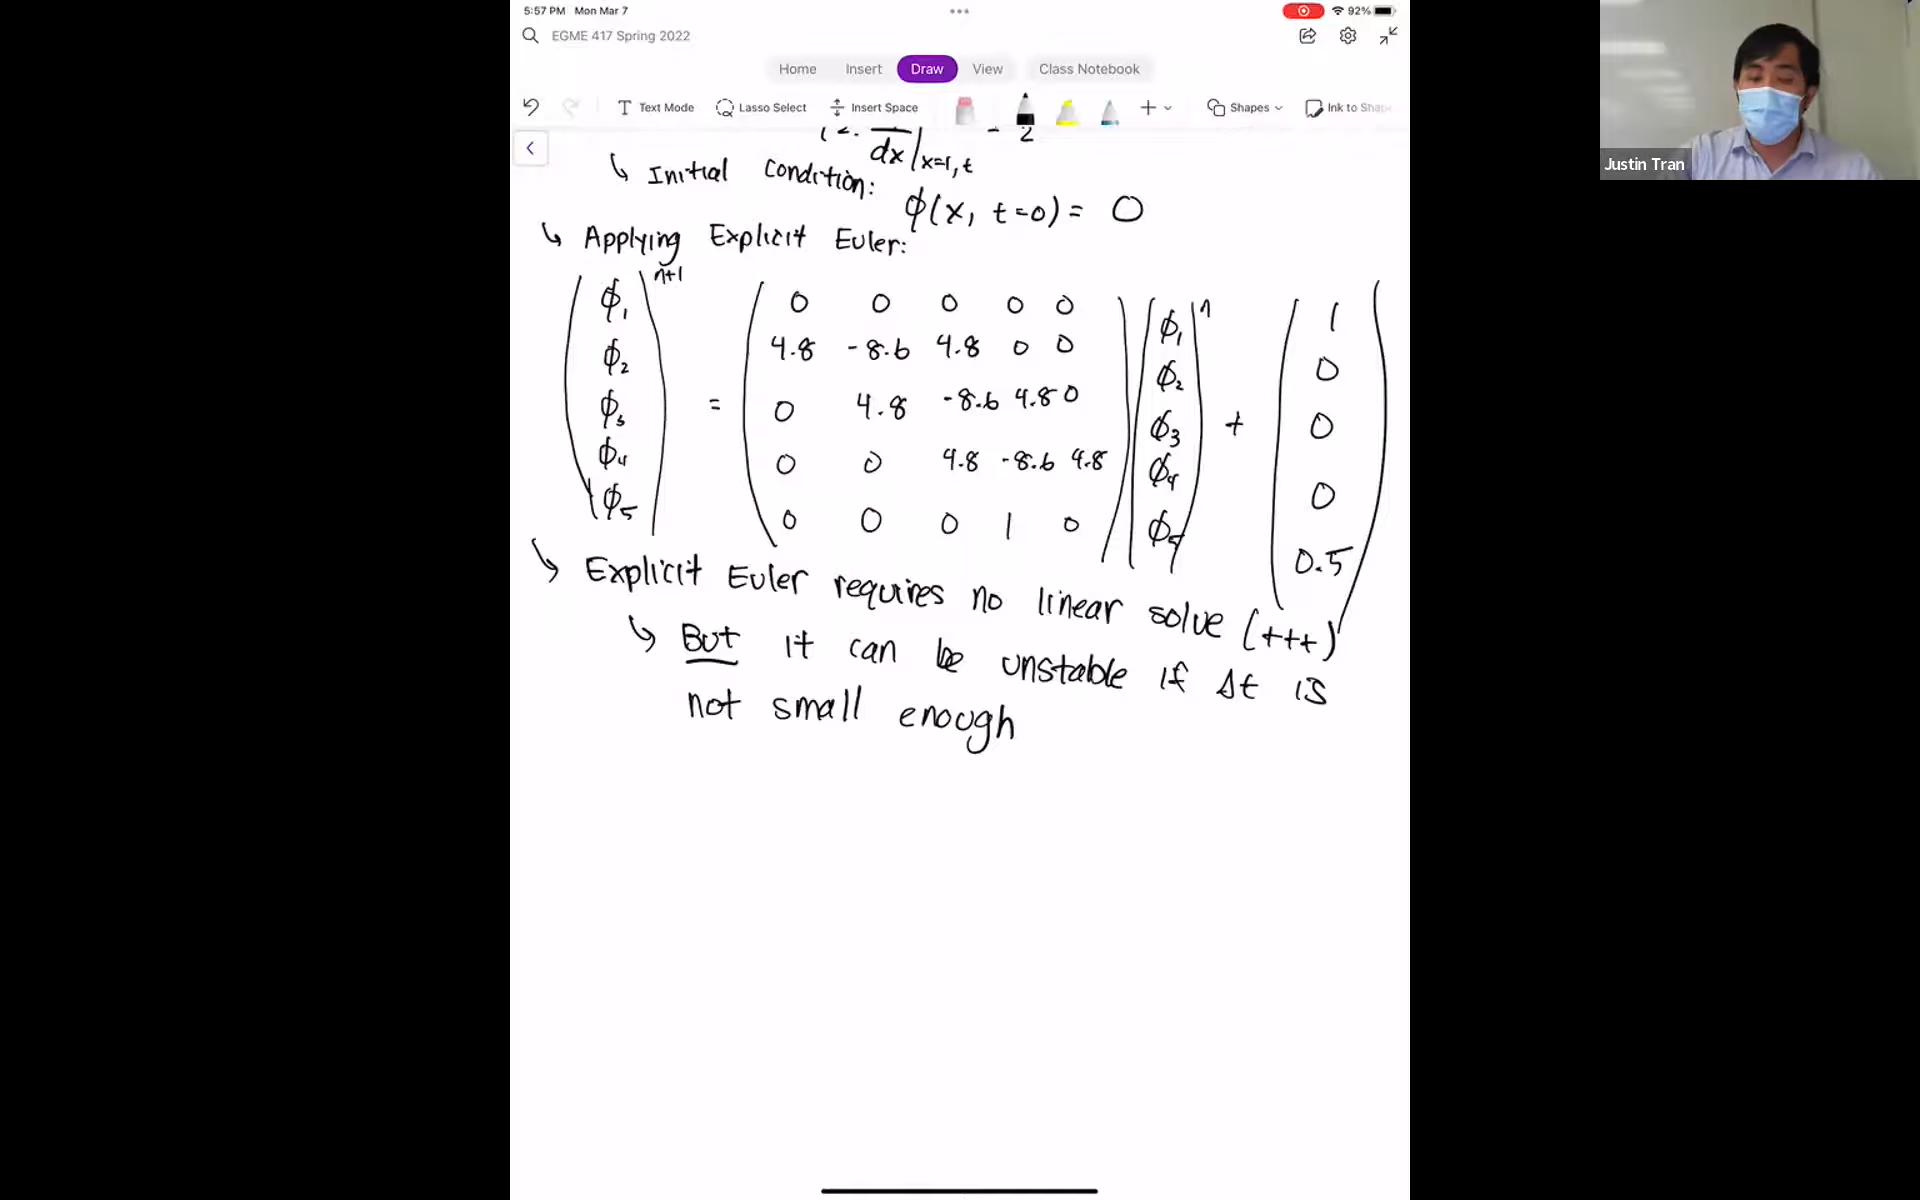 5:57 PM Mon Mar 7
92%
EGME 417 Spring 2022
Home Insert Draw View Class Notebook
Text Mode Lasso Select Insert Space Shapes Ink to Shape
Justin Tran
dx |x=1, t = 2
↳ Initial Condition: ϕ(x, t=0) = 0
↳ Applying Explicit Euler:
n+1
ϕ1 0 0 0 0 0 ϕ1 n 1
ϕ2 4.8 -8.6 4.8 0 0 ϕ2 0
ϕ3 = 0 4.8 -8.6 4.8 0 ϕ3 + 0
ϕ4 0 0 4.8 -8.6 4.8 ϕ4 0
ϕ5 0 0 0 1 0 ϕ5 0.5
↳ Explicit Euler requires no linear solve (+++)
↳ But it can be unstable if Δt is
not small enough